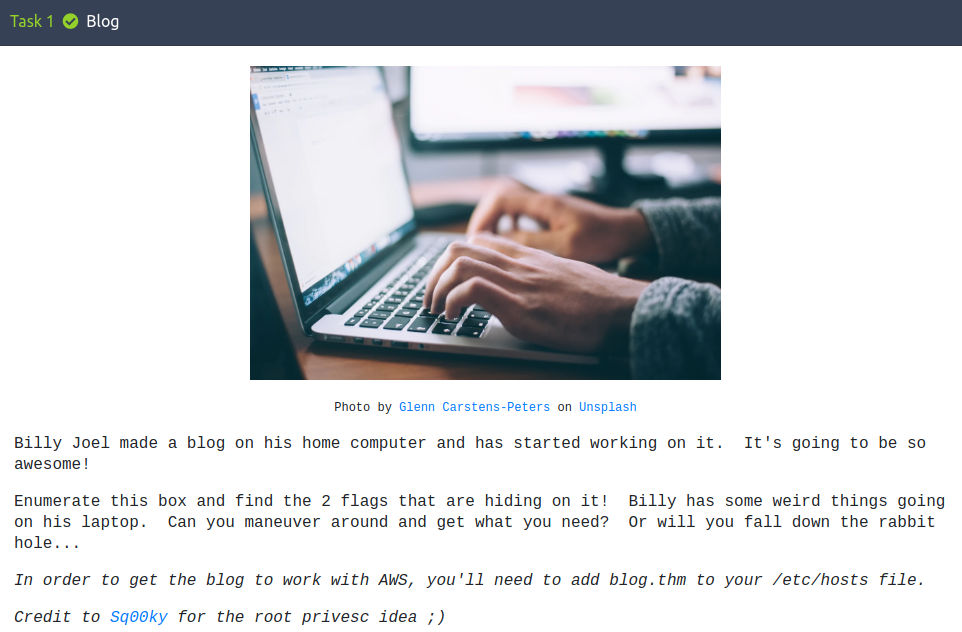 Task 1 Blog
Photo by Glenn Carstens-Peters on Unsplash
Billy Joel made a blog on his home computer and has started working on it.  It's going to be so
awesome!
Enumerate this box and find the 2 flags that are hiding on it!  Billy has some weird things going
on his laptop.  Can you maneuver around and get what you need?  Or will you fall down the rabbit
hole...
In order to get the blog to work with AWS, you'll need to add blog.thm to your /etc/hosts file.
Credit to Sq00ky for the root privesc idea ;)